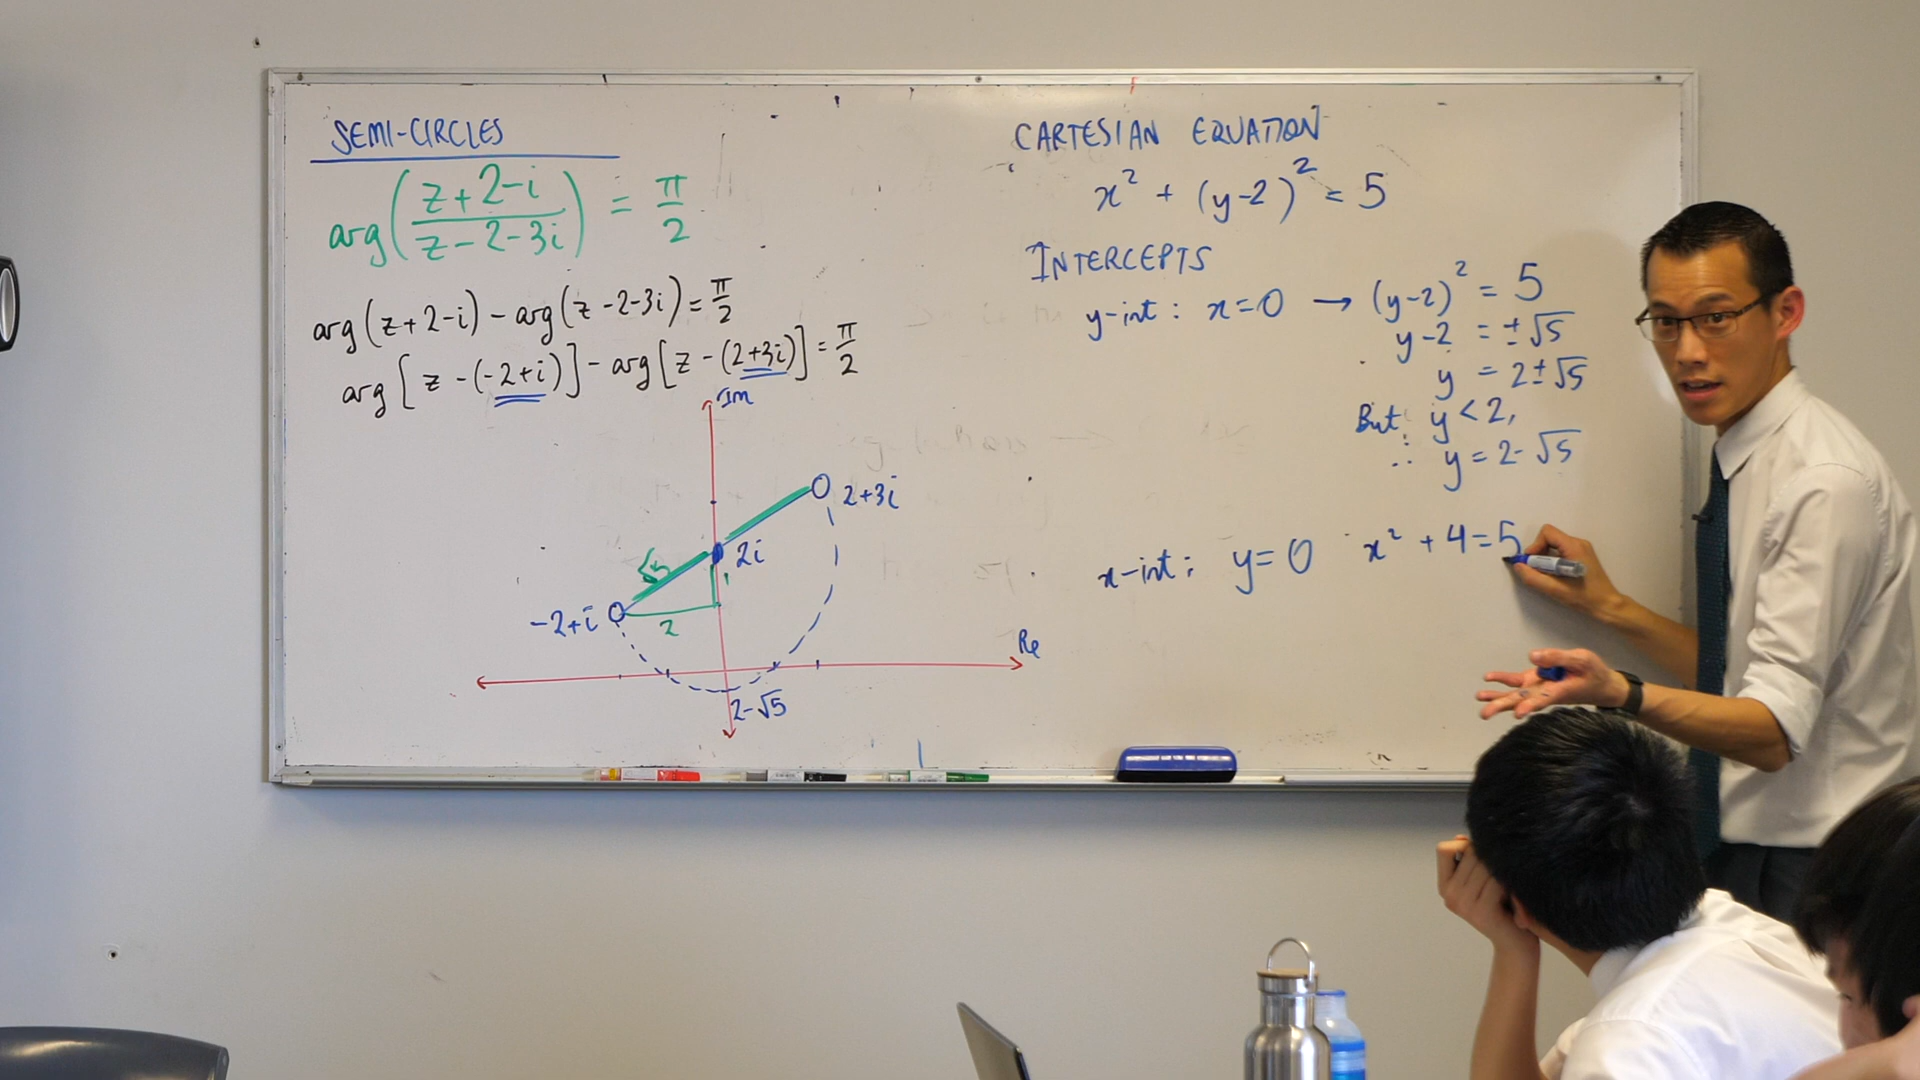 SEMI-CIRCLES
arg((z+2-i)/(z-2-3i)) = π/2
arg(z+2-i) - arg(z-2-3i) = π/2
arg[z-(-2+i)] - arg[z-(2+3i)] = π/2
Im
2+3i
2i
√5
1
-2+i
2
Re
2-√5
CARTESIAN EQUATION
x² + (y-2)² = 5
INTERCEPTS
y-int: x=0 → (y-2)² = 5
y-2 = ±√5
y = 2±√5
But y<2,
∴ y = 2-√5
x-int: y=0 x²+4=5